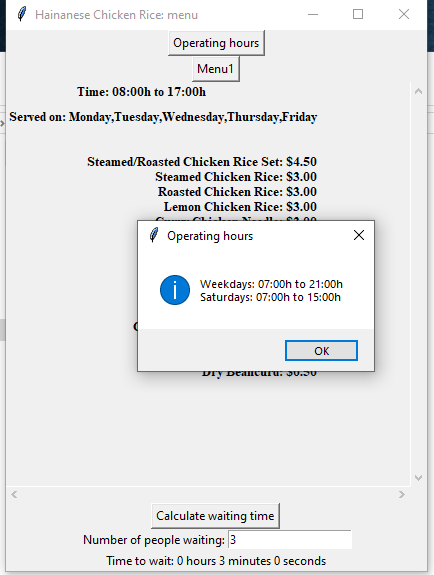 Hainanese Chicken Rice: menu
Operating hours
Menu1
Time: 08:00h to 17:00h
Served on: Monday,Tuesday,Wednesday,Thursday,Friday
Steamed/Roasted Chicken Rice Set: $4.50
Steamed Chicken Rice: $3.00
Roasted Chicken Rice: $3.00
Lemon Chicken Rice: $3.00
Operating hours
Weekdays: 07:00h to 21:00h
Saturdays: 07:00h to 15:00h
OK
Dry Beancurd: $0.50
Calculate waiting time
Number of people waiting: 3
Time to wait: 0 hours 3 minutes 0 seconds